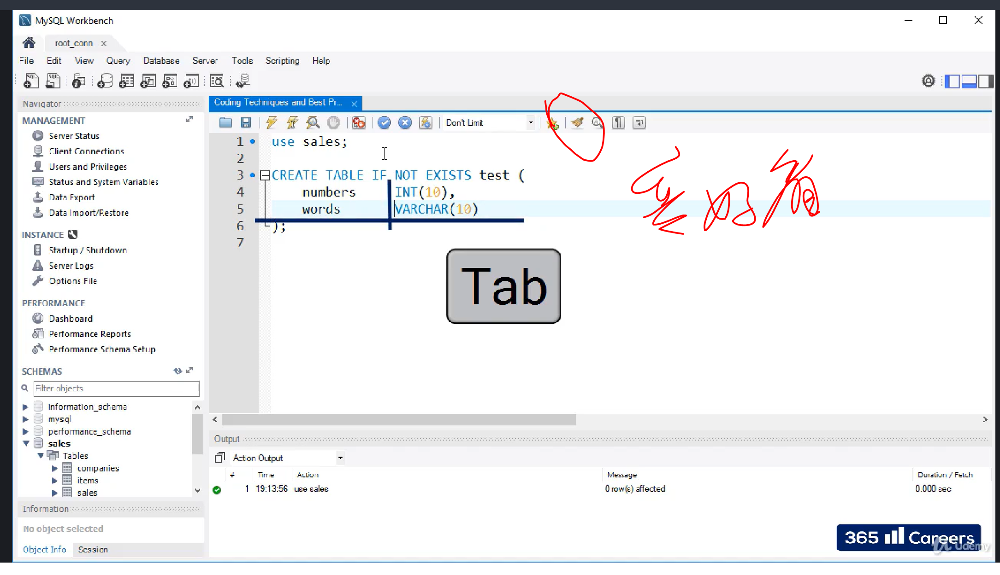 MySQL Workbench
root_conn
File Edit View Query Database Server Tools Scripting Help
Navigator
MANAGEMENT
Server Status
Client Connections
Users and Privileges
Status and System Variables
Data Export
Data Import/Restore
INSTANCE
Startup / Shutdown
Server Logs
Options File
PERFORMANCE
Dashboard
Performance Reports
Performance Schema Setup
SCHEMAS
Filter objects
information_schema
mysql
performance_schema
sales
Tables
companies
items
sales
Information
No object selected
Object Info Session
Coding Techniques and Best Pr...
Don't Limit
1 use sales;
2
3 CREATE TABLE IF NOT EXISTS test (
4 numbers INT(10),
5 words VARCHAR(10)
6 );
7
Tab
Output
Action Output
# Time Action Message Duration / Fetch
1 19:13:56 use sales 0 row(s) affected 0.000 sec
365 Careers
Udemy